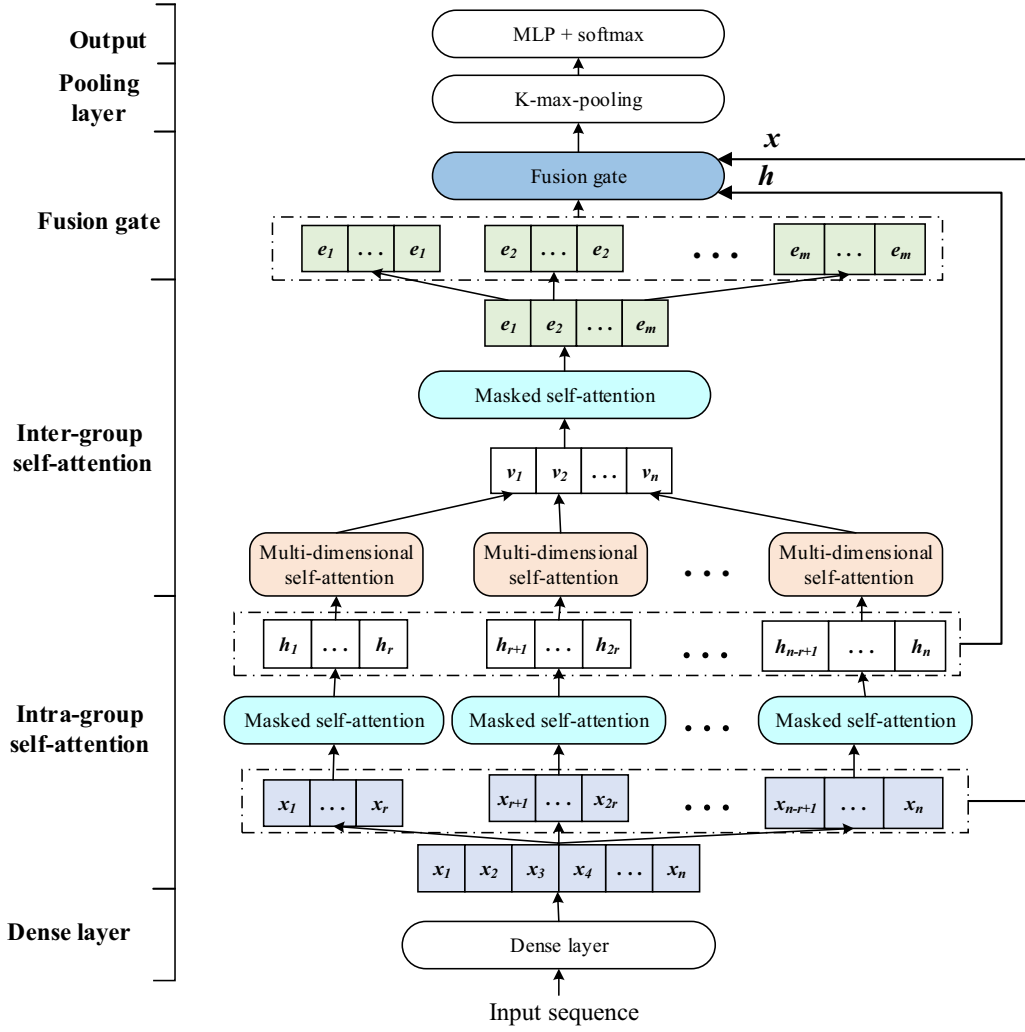 Output
MLP + softmax
Pooling
layer
K-max-pooling
x
Fusion gate
h
Fusion gate
e1 ... e1 e2 ... e2 ... em ... em
e1 e2 ... em
Masked self-attention
Inter-group
self-attention
v1 v2 ... vn
Multi-dimensional
self-attention
Multi-dimensional
self-attention
...
Multi-dimensional
self-attention
h1 ... hr hr+1 ... h2r ... hn-r+1 ... hn
Intra-group
self-attention
Masked self-attention Masked self-attention ... Masked self-attention
x1 ... xr xr+1 ... x2r ... xn-r+1 ... xn
x1 x2 x3 x4 ... xn
Dense layer
Dense layer
Input sequence